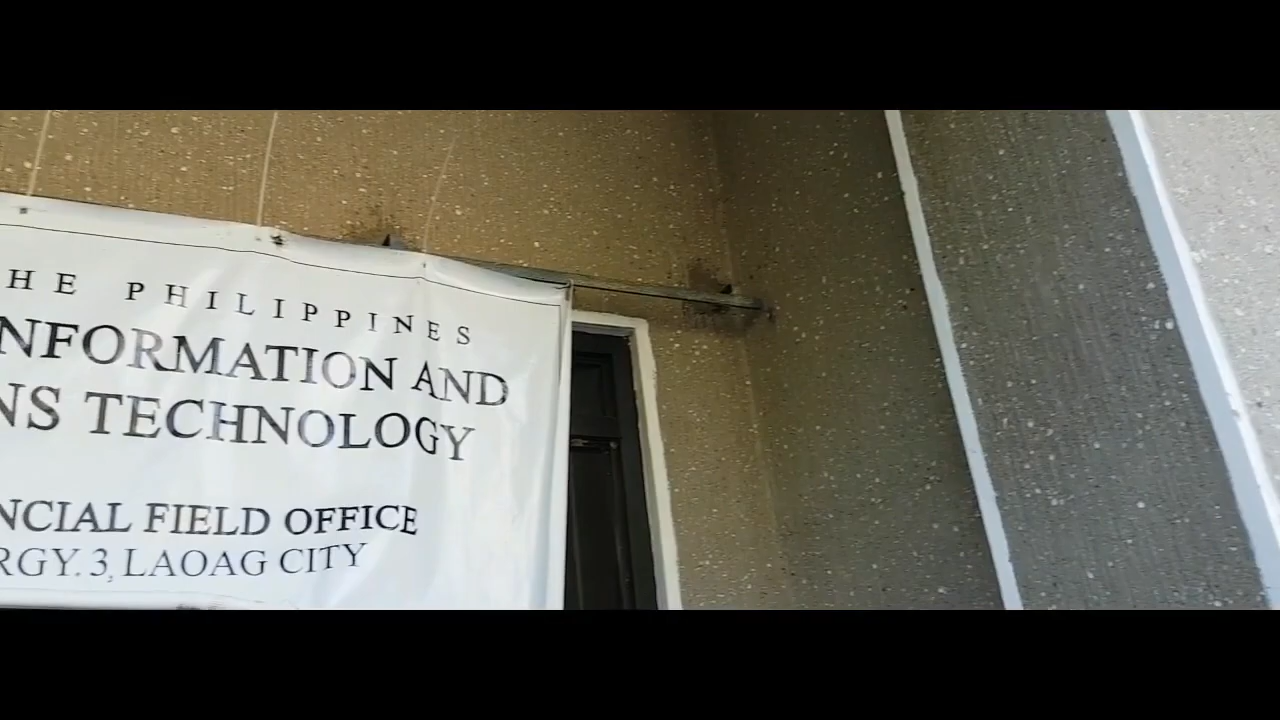 HE PHILIPPINES
NFORMATION AND
NS TECHNOLOGY
NCIAL FIELD OFFICE
RGY. 3, LAOAG CITY